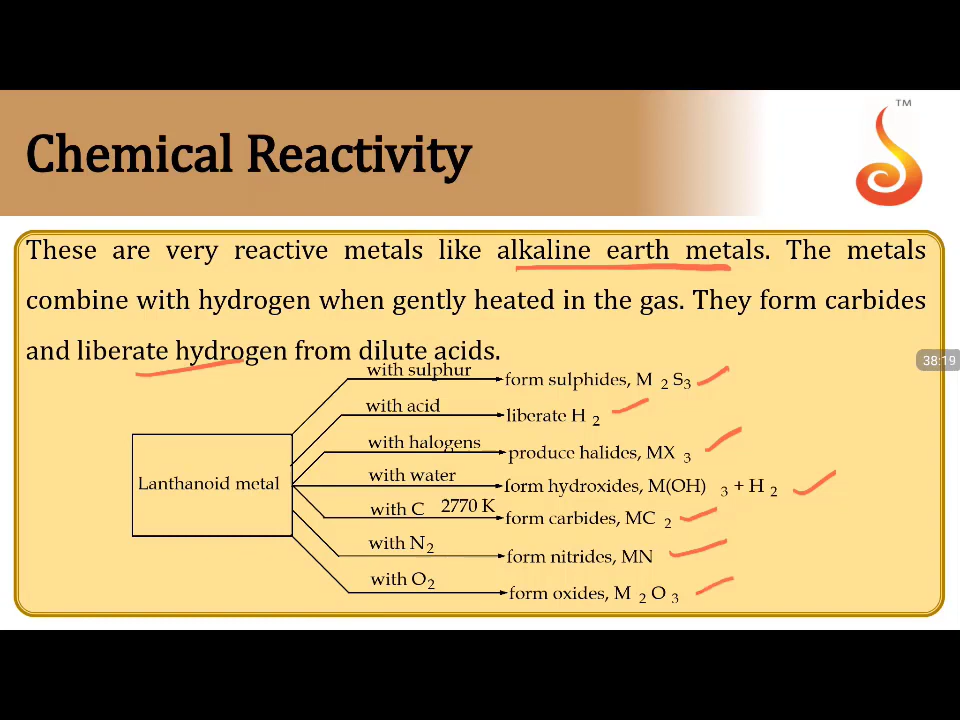 TM
Chemical Reactivity
These are very reactive metals like alkaline earth metals. The metals
combine with hydrogen when gently heated in the gas. They form carbides
and liberate hydrogen from dilute acids.
38:19
with sulphur form sulphides, M 2 S3
with acid liberate H 2
with halogens produce halides, MX 3
with water form hydroxides, M(OH) 3 + H 2
Lanthanoid metal
with C 2770 K form carbides, MC 2
with N2 form nitrides, MN
with O2 form oxides, M 2 O 3